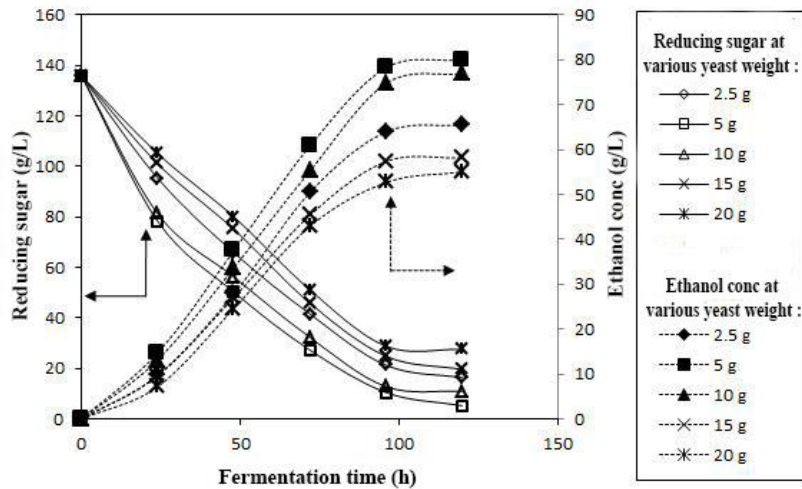 160
140
120
100
80
60
40
20
0
Reducing sugar (g/L)
0
50
100
150
Fermentation time (h)
90
80
70
60
50
40
30
20
10
0
Ethanol conc (g/L)
Reducing sugar at
various yeast weight :
2.5 g
5 g
10 g
15 g
20 g
Ethanol conc at
various yeast weight :
2.5 g
5 g
10 g
15 g
20 g